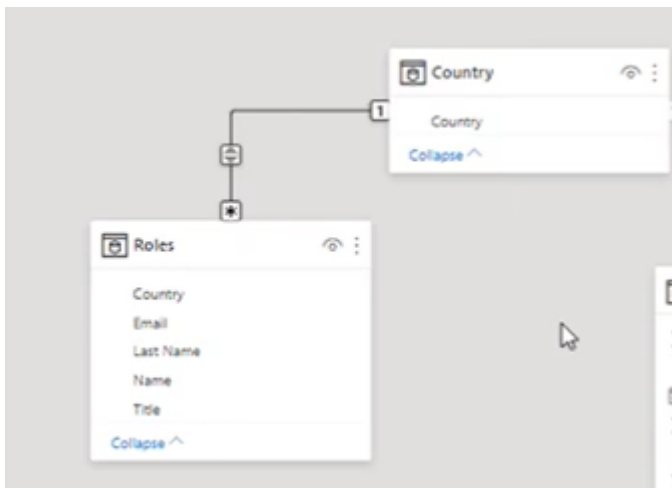 Country
1
Country
Collapse
*
Roles
Country
Email
Last Name
Name
Title
Collapse